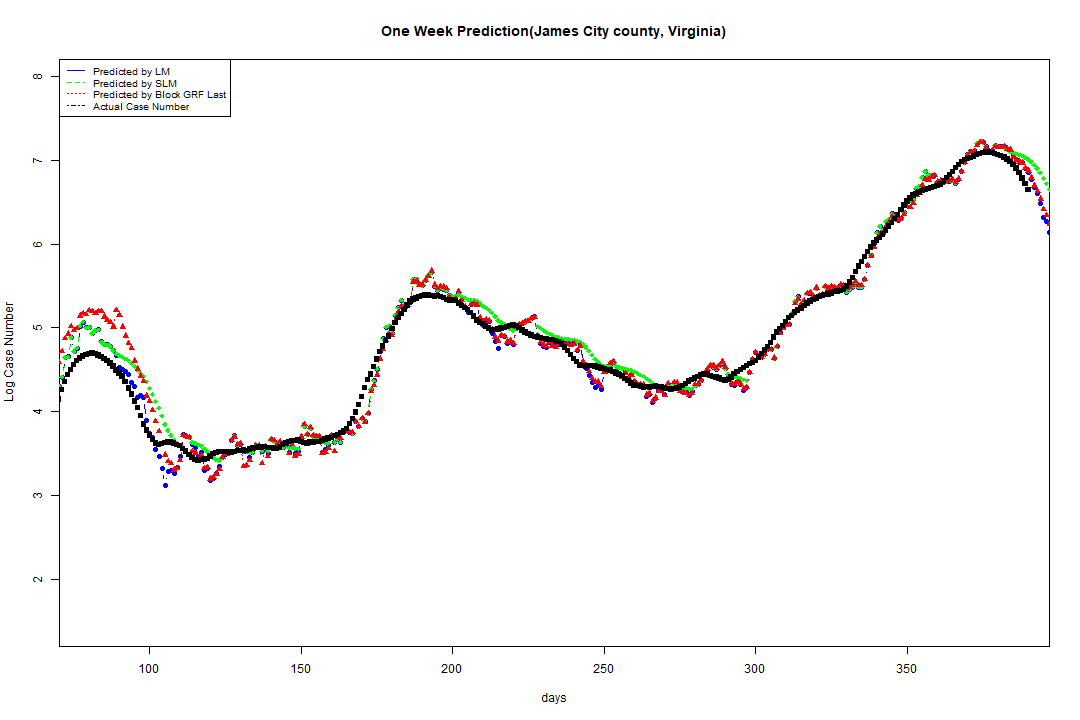 One Week Prediction(James City county, Virginia)
Predicted by LM
Predicted by SLM
Predicted by Block GRF Last
Actual Case Number
8
7
6
5
4
3
2
Log Case Number
100 150 200 250 300 350
days